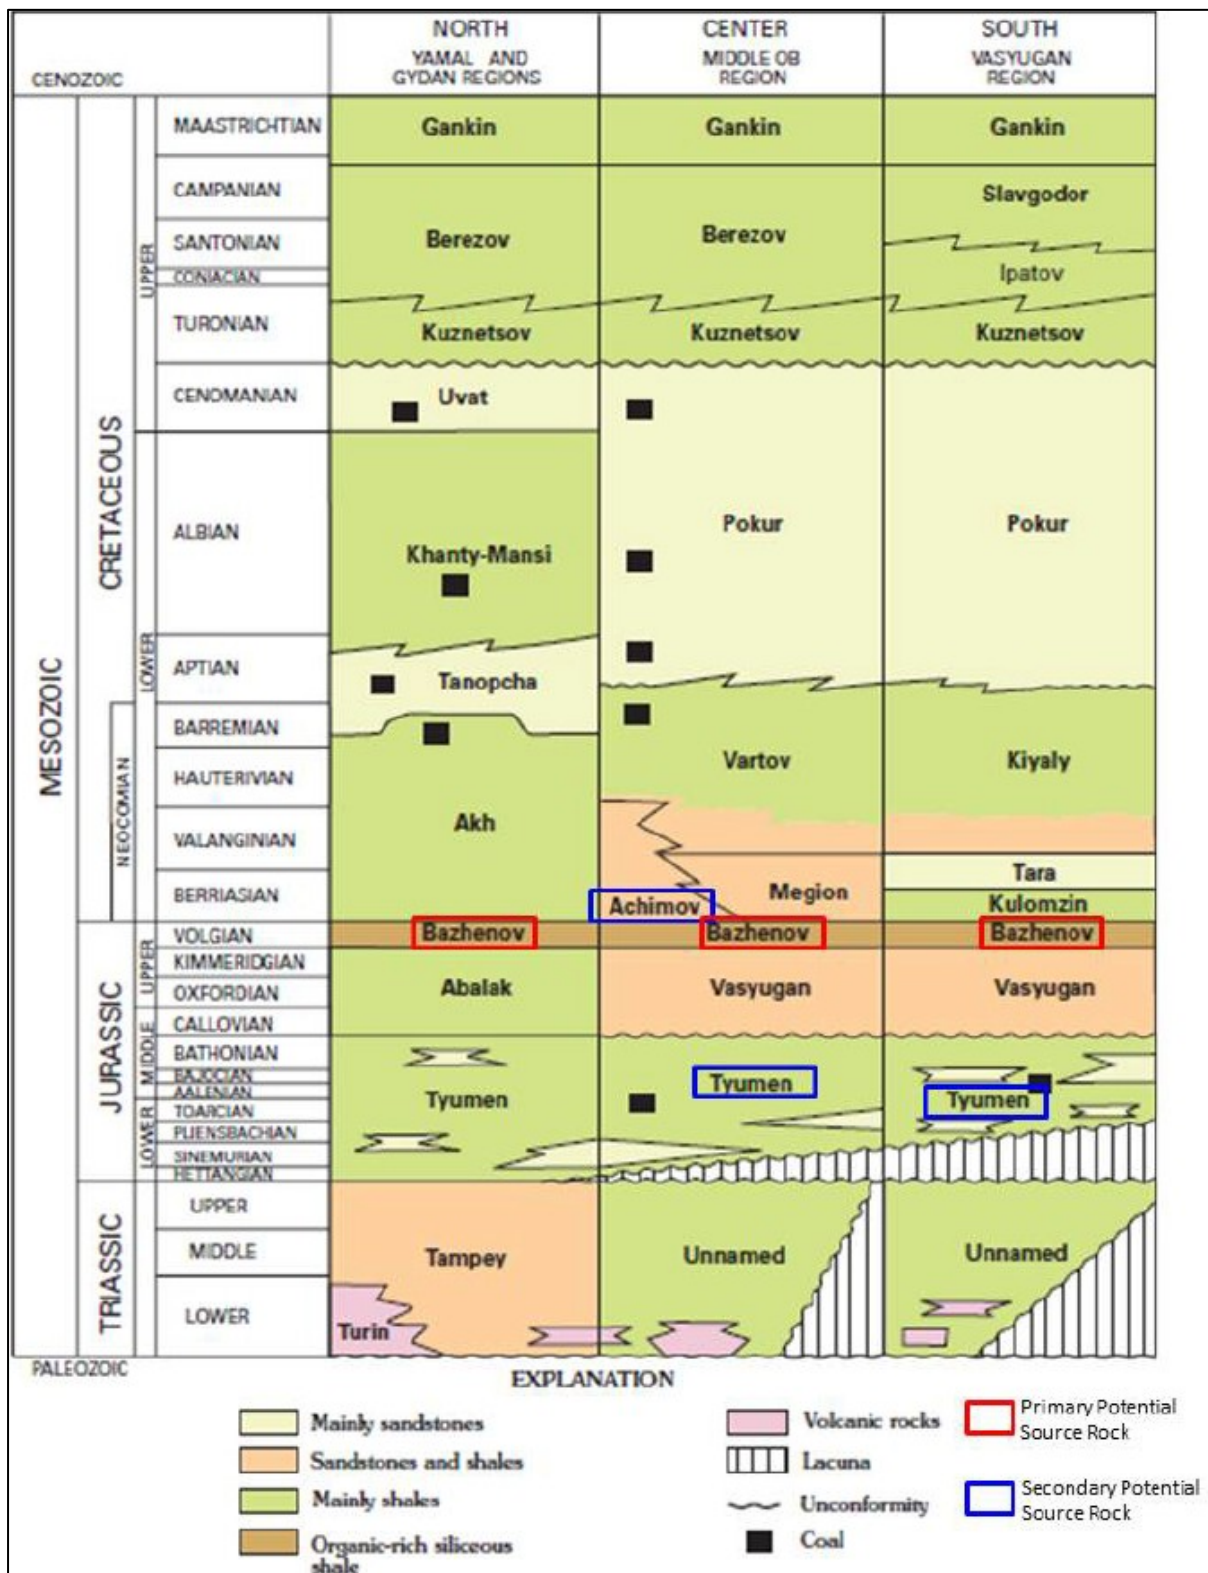 NORTH
YAMAL AND
GYDAN REGIONS
CENTER
MIDDLE OB
REGION
SOUTH
VASYUGAN
REGION
CENOZOIC
MESOZOIC
CRETACEOUS
UPPER
LOWER
NEOCOMIAN
MAASTRICHTIAN
Gankin
Gankin
Gankin
CAMPANIAN
Slavgodor
SANTONIAN
Berezov
Berezov
CONIACIAN
Ipatov
TURONIAN
Kuznetsov
Kuznetsov
Kuznetsov
CENOMANIAN
Uvat
ALBIAN
Khanty-Mansi
Pokur
Pokur
APTIAN
Tanopcha
BARREMIAN
HAUTERIVIAN
Vartov
Kiyaly
VALANGINIAN
Akh
Tara
BERRIASIAN
Achimov
Megion
Kulomzin
JURASSIC
UPPER
MIDDLE
LOWER
VOLGIAN
Bazhenov
Bazhenov
Bazhenov
KIMMERIDGIAN
OXFORDIAN
Abalak
Vasyugan
Vasyugan
CALLOVIAN
BATHONIAN
BAJOCIAN
Tyumen
AALENIAN
Tyumen
Tyumen
TOARCIAN
PLIENSBACHIAN
SINEMURIAN
HETTANGIAN
TRIASSIC
UPPER
MIDDLE
Tampey
Unnamed
Unnamed
LOWER
Turin
PALEOZOIC
EXPLANATION
Mainly sandstones
Sandstones and shales
Mainly shales
Organic-rich siliceous
shale
Volcanic rocks
Lacuna
Unconformity
Coal
Primary Potential
Source Rock
Secondary Potential
Source Rock